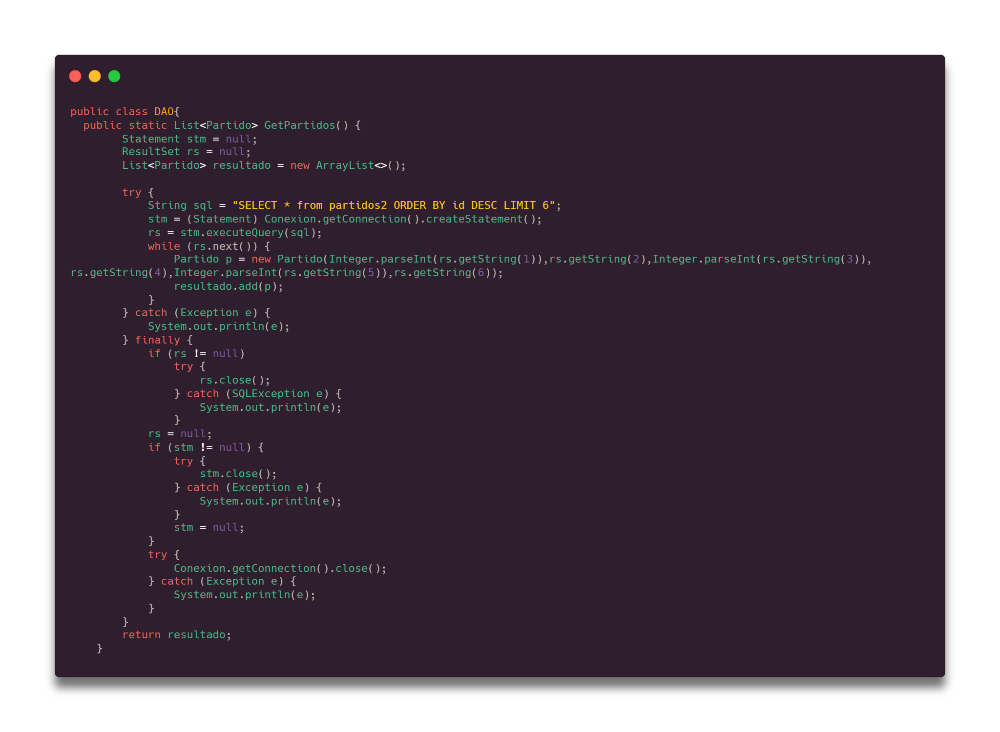 public class DAO{
  public static List<Partido> GetPartidos() {
        Statement stm = null;
        ResultSet rs = null;
        List<Partido> resultado = new ArrayList<>();

        try {
            String sql = "SELECT * from partidos2 ORDER BY id DESC LIMIT 6";
            stm = (Statement) Conexion.getConnection().createStatement();
            rs = stm.executeQuery(sql);
            while (rs.next()) {
                Partido p = new Partido(Integer.parseInt(rs.getString(1)),rs.getString(2),Integer.parseInt(rs.getString(3)),
rs.getString(4),Integer.parseInt(rs.getString(5)),rs.getString(6));
                resultado.add(p);
            }
        } catch (Exception e) {
            System.out.println(e);
        } finally {
            if (rs != null)
                try {
                    rs.close();
                } catch (SQLException e) {
                    System.out.println(e);
                }
            rs = null;
            if (stm != null) {
                try {
                    stm.close();
                } catch (Exception e) {
                    System.out.println(e);
                }
                stm = null;
            }
            try {
                Conexion.getConnection().close();
            } catch (Exception e) {
                System.out.println(e);
            }
        }
        return resultado;
    }